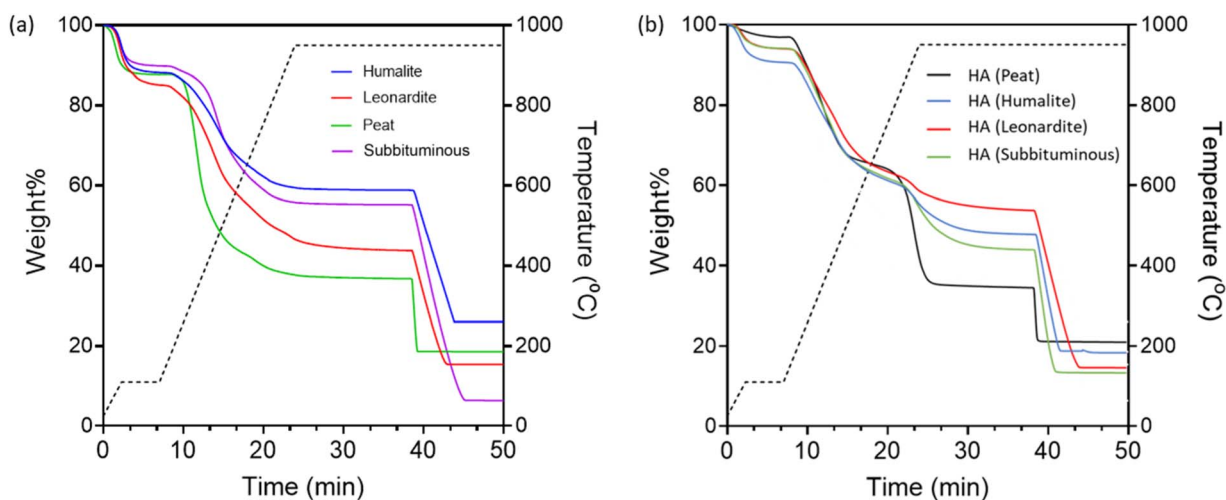 (a)
Weight%
100
80
60
40
20
0
Humalite
Leonardite
Peat
Subbituminous
1000
800
600
400
200
0
Temperature (⁰C)
0 10 20 30 40 50
Time (min)
(b)
Weight%
100
80
60
40
20
0
HA (Peat)
HA (Humalite)
HA (Leonardite)
HA (Subbituminous)
1000
800
600
400
200
0
Temperature (⁰C)
0 10 20 30 40 50
Time (min)